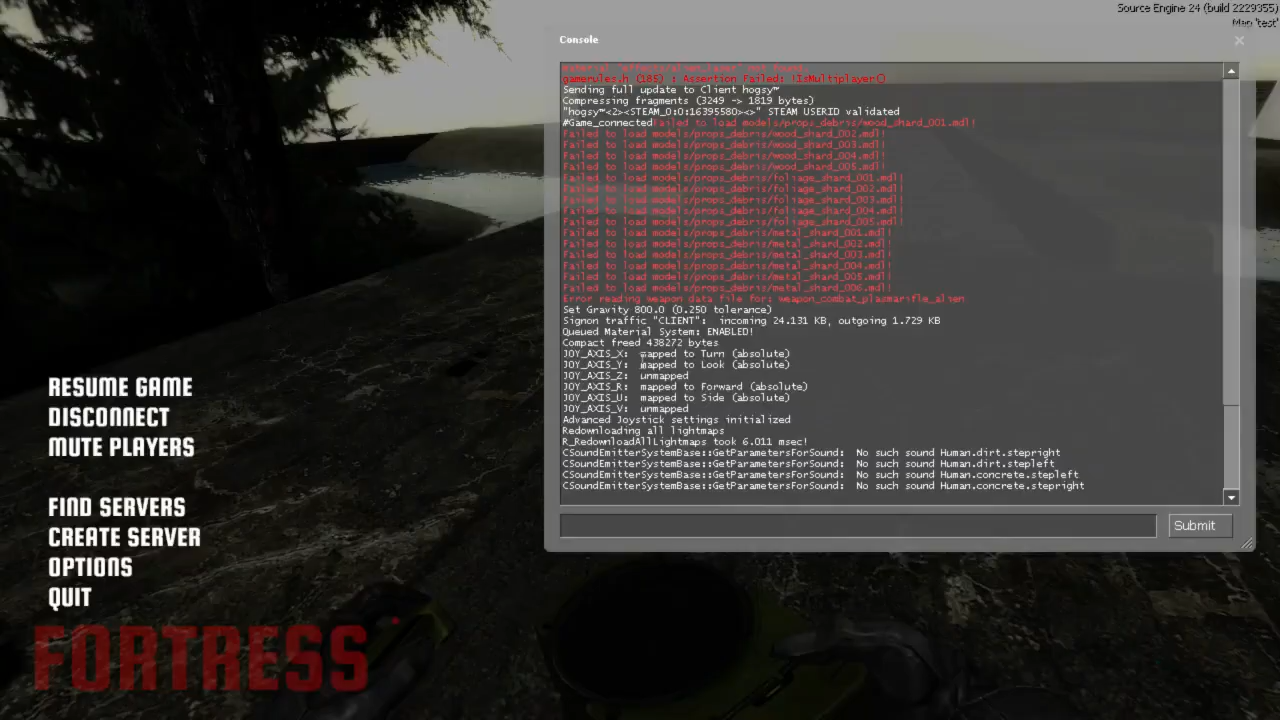 Source Engine 24 (build 2229355)
Map 'test'
Console
material "effects/alien_laser" not found.
gamerules.h (185) : Assertion Failed: !IsMultiplayer()
Sending full update to Client hogsy™
Compressing fragments (3249 -> 1819 bytes)
"hogsy™<2><STEAM_0:0:16395580><>" STEAM USERID validated
#Game_connectedFailed to load models/props_debris/wood_shard_001.mdl!
Failed to load models/props_debris/wood_shard_002.mdl!
Failed to load models/props_debris/wood_shard_003.mdl!
Failed to load models/props_debris/wood_shard_004.mdl!
Failed to load models/props_debris/wood_shard_005.mdl!
Failed to load models/props_debris/foliage_shard_001.mdl!
Failed to load models/props_debris/foliage_shard_002.mdl!
Failed to load models/props_debris/foliage_shard_003.mdl!
Failed to load models/props_debris/foliage_shard_004.mdl!
Failed to load models/props_debris/foliage_shard_005.mdl!
Failed to load models/props_debris/metal_shard_001.mdl!
Failed to load models/props_debris/metal_shard_002.mdl!
Failed to load models/props_debris/metal_shard_003.mdl!
Failed to load models/props_debris/metal_shard_004.mdl!
Failed to load models/props_debris/metal_shard_005.mdl!
Failed to load models/props_debris/metal_shard_006.mdl!
Error reading weapon data file for: weapon_combat_plasmarifle_alien
Set Gravity 800.0 (0.250 tolerance)
Signon traffic "CLIENT":  incoming 24.131 KB, outgoing 1.729 KB
Queued Material System: ENABLED!
Compact freed 438272 bytes
JOY_AXIS_X:  mapped to Turn (absolute)
JOY_AXIS_Y:  mapped to Look (absolute)
JOY_AXIS_Z:  unmapped
JOY_AXIS_R:  mapped to Forward (absolute)
JOY_AXIS_U:  mapped to Side (absolute)
JOY_AXIS_V:  unmapped
Advanced Joystick settings initialized
Redownloading all lightmaps
R_RedownloadAllLightmaps took 6.011 msec!
CSoundEmitterSystemBase::GetParametersForSound:  No such sound Human.dirt.stepright
CSoundEmitterSystemBase::GetParametersForSound:  No such sound Human.dirt.stepleft
CSoundEmitterSystemBase::GetParametersForSound:  No such sound Human.concrete.stepleft
CSoundEmitterSystemBase::GetParametersForSound:  No such sound Human.concrete.stepright
Submit
RESUME GAME
DISCONNECT
MUTE PLAYERS
FIND SERVERS
CREATE SERVER
OPTIONS
QUIT
FORTRESS